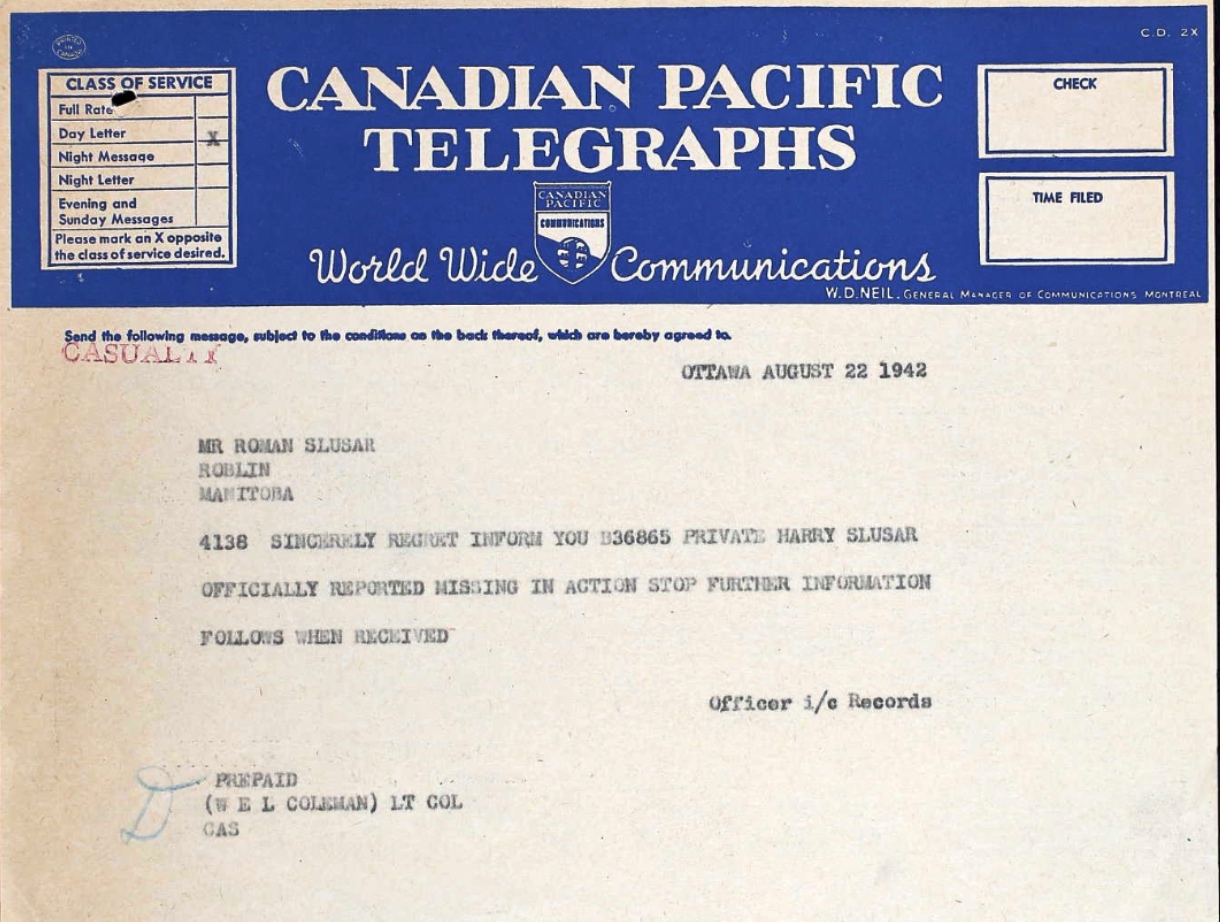 C.D. 2X
PRINTED
IN
CANADA
CLASS OF SERVICE
Full Rate
Day Letter
X
Night Message
Night Letter
Evening and
Sunday Messages
Please mark an X opposite
the class of service desired.
CANADIAN PACIFIC
TELEGRAPHS
CANADIAN
PACIFIC
COMMUNICATIONS
World Wide Communications
CHECK
TIME FILED
W.D.NEIL, GENERAL MANAGER OF COMMUNICATIONS MONTREAL
Send the following message, subject to the conditions on the back thereof, which are hereby agreed to.
CASUALTY
OTTAWA AUGUST 22 1942
MR ROMAN SLUSAR
ROBLIN
MANITOBA
4138 SINCERELY REGRET INFORM YOU B36865 PRIVATE HARRY SLUSAR
OFFICIALLY REPORTED MISSING IN ACTION STOP FURTHER INFORMATION
FOLLOWS WHEN RECEIVED
Officer i/c Records
D
PREPAID
(W E L COLEMAN) LT COL
CAS